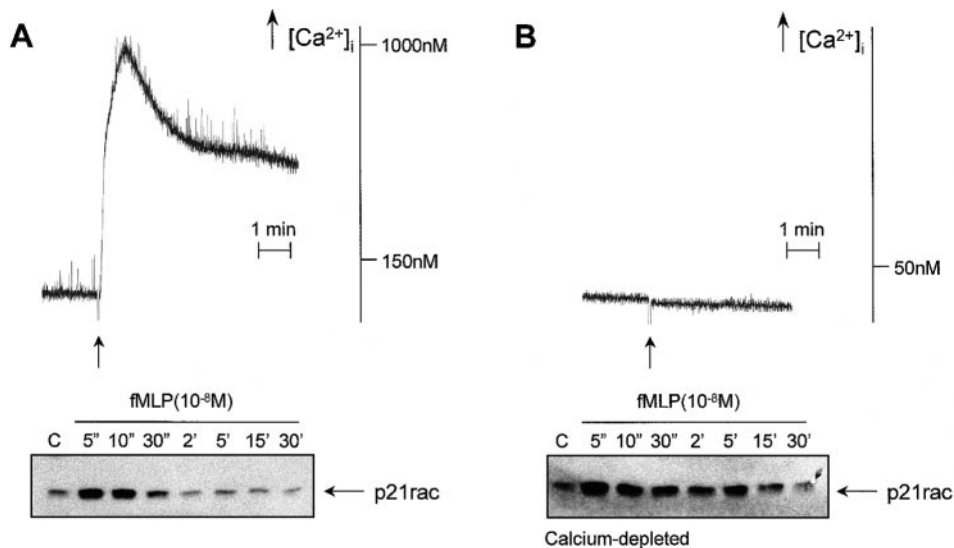 A
[Ca²⁺]ᵢ
1000nM
1 min
150nM
fMLP(10⁻⁸M)
C 5" 10" 30" 2' 5' 15' 30'
p21rac
B
[Ca²⁺]ᵢ
1 min
50nM
fMLP(10⁻⁸M)
C 5" 10" 30" 2' 5' 15' 30'
p21rac
Calcium-depleted